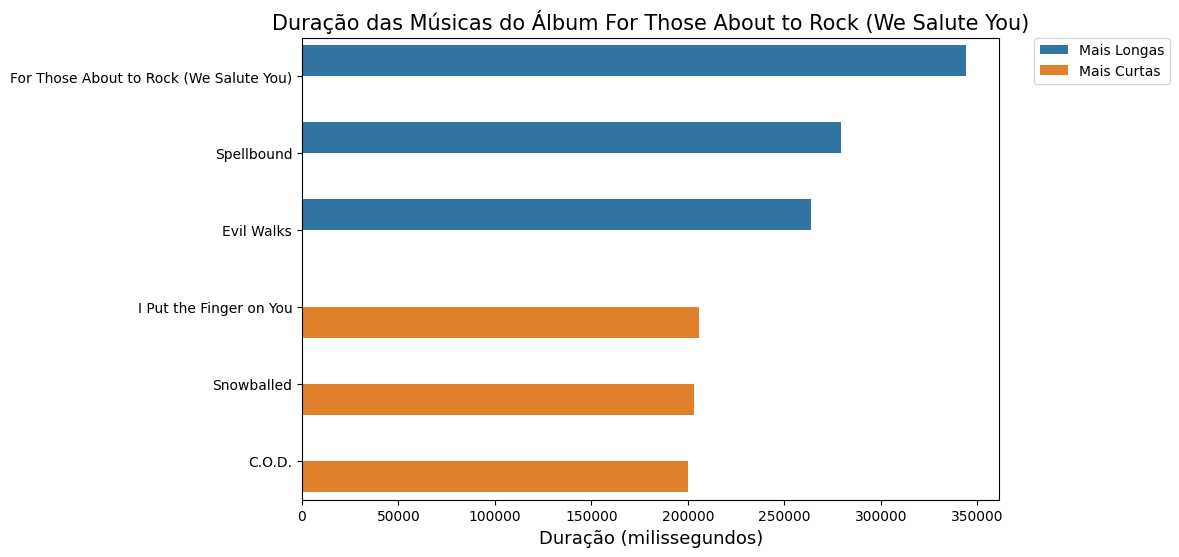 Duração das Músicas do Álbum For Those About to Rock (We Salute You)
Mais Longas
Mais Curtas
For Those About to Rock (We Salute You)
Spellbound
Evil Walks
I Put the Finger on You
Snowballed
C.O.D.
0 50000 100000 150000 200000 250000 300000 350000
Duração (milissegundos)